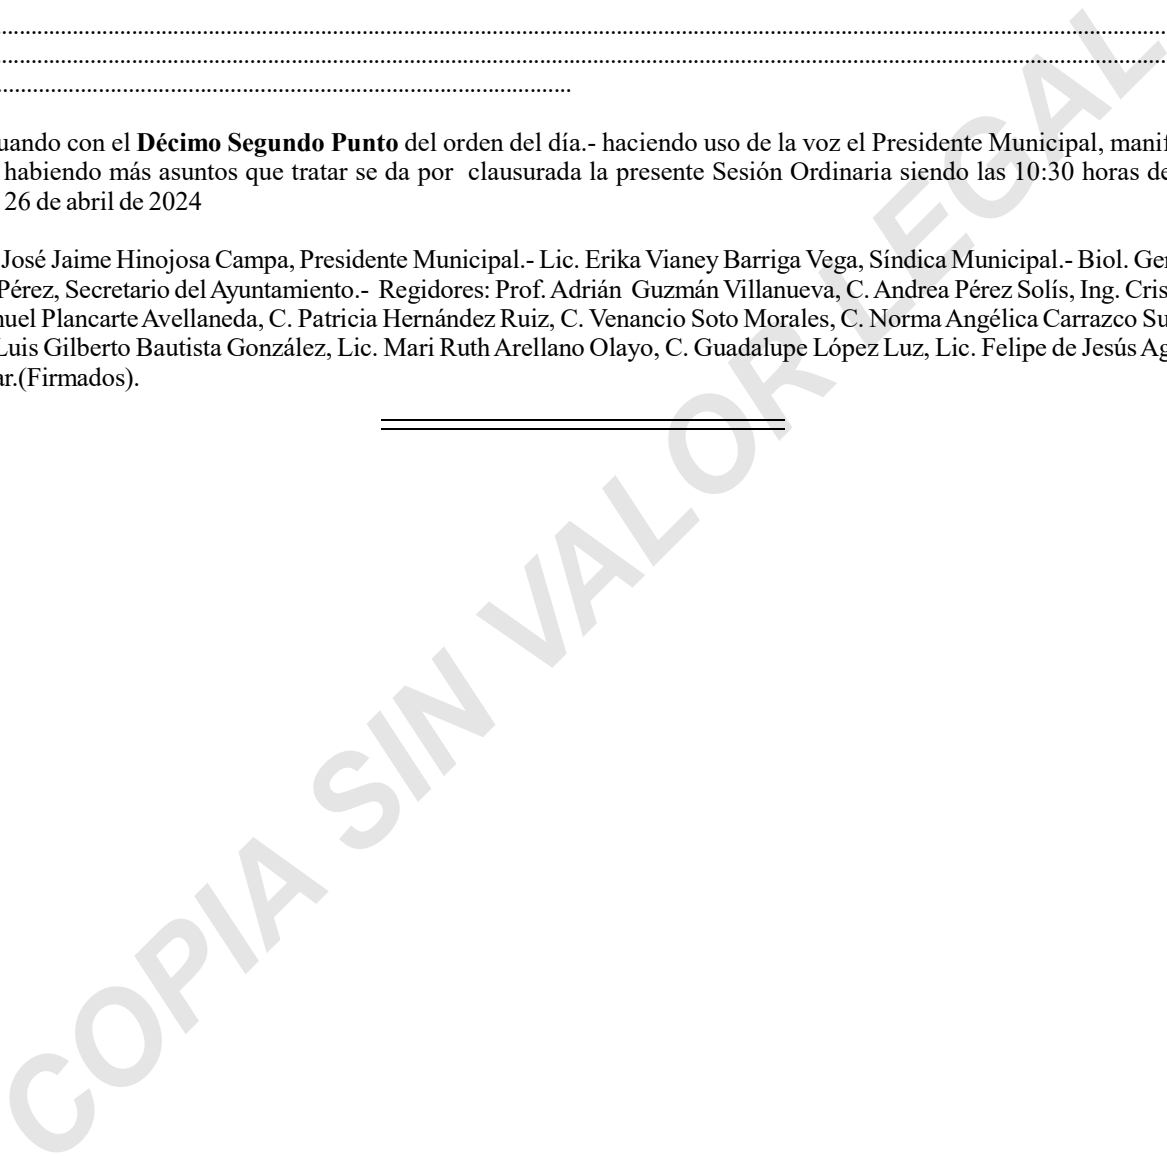 ..........................................................................................................................................................................................................
..........................................................................................................................................................................................................
....................................................................................................
uando con el Décimo Segundo Punto del orden del día.- haciendo uso de la voz el Presidente Municipal, manif
habiendo más asuntos que tratar se da por clausurada la presente Sesión Ordinaria siendo las 10:30 horas de
26 de abril de 2024
José Jaime Hinojosa Campa, Presidente Municipal.- Lic. Erika Vianey Barriga Vega, Síndica Municipal.- Biol. Ger
Pérez, Secretario del Ayuntamiento.- Regidores: Prof. Adrián Guzmán Villanueva, C. Andrea Pérez Solís, Ing. Cris
nuel Plancarte Avellaneda, C. Patricia Hernández Ruiz, C. Venancio Soto Morales, C. Norma Angélica Carrazco Su
Luis Gilberto Bautista González, Lic. Mari Ruth Arellano Olayo, C. Guadalupe López Luz, Lic. Felipe de Jesús Ag
ar.(Firmados).
COPIA SIN VALOR LEGAL